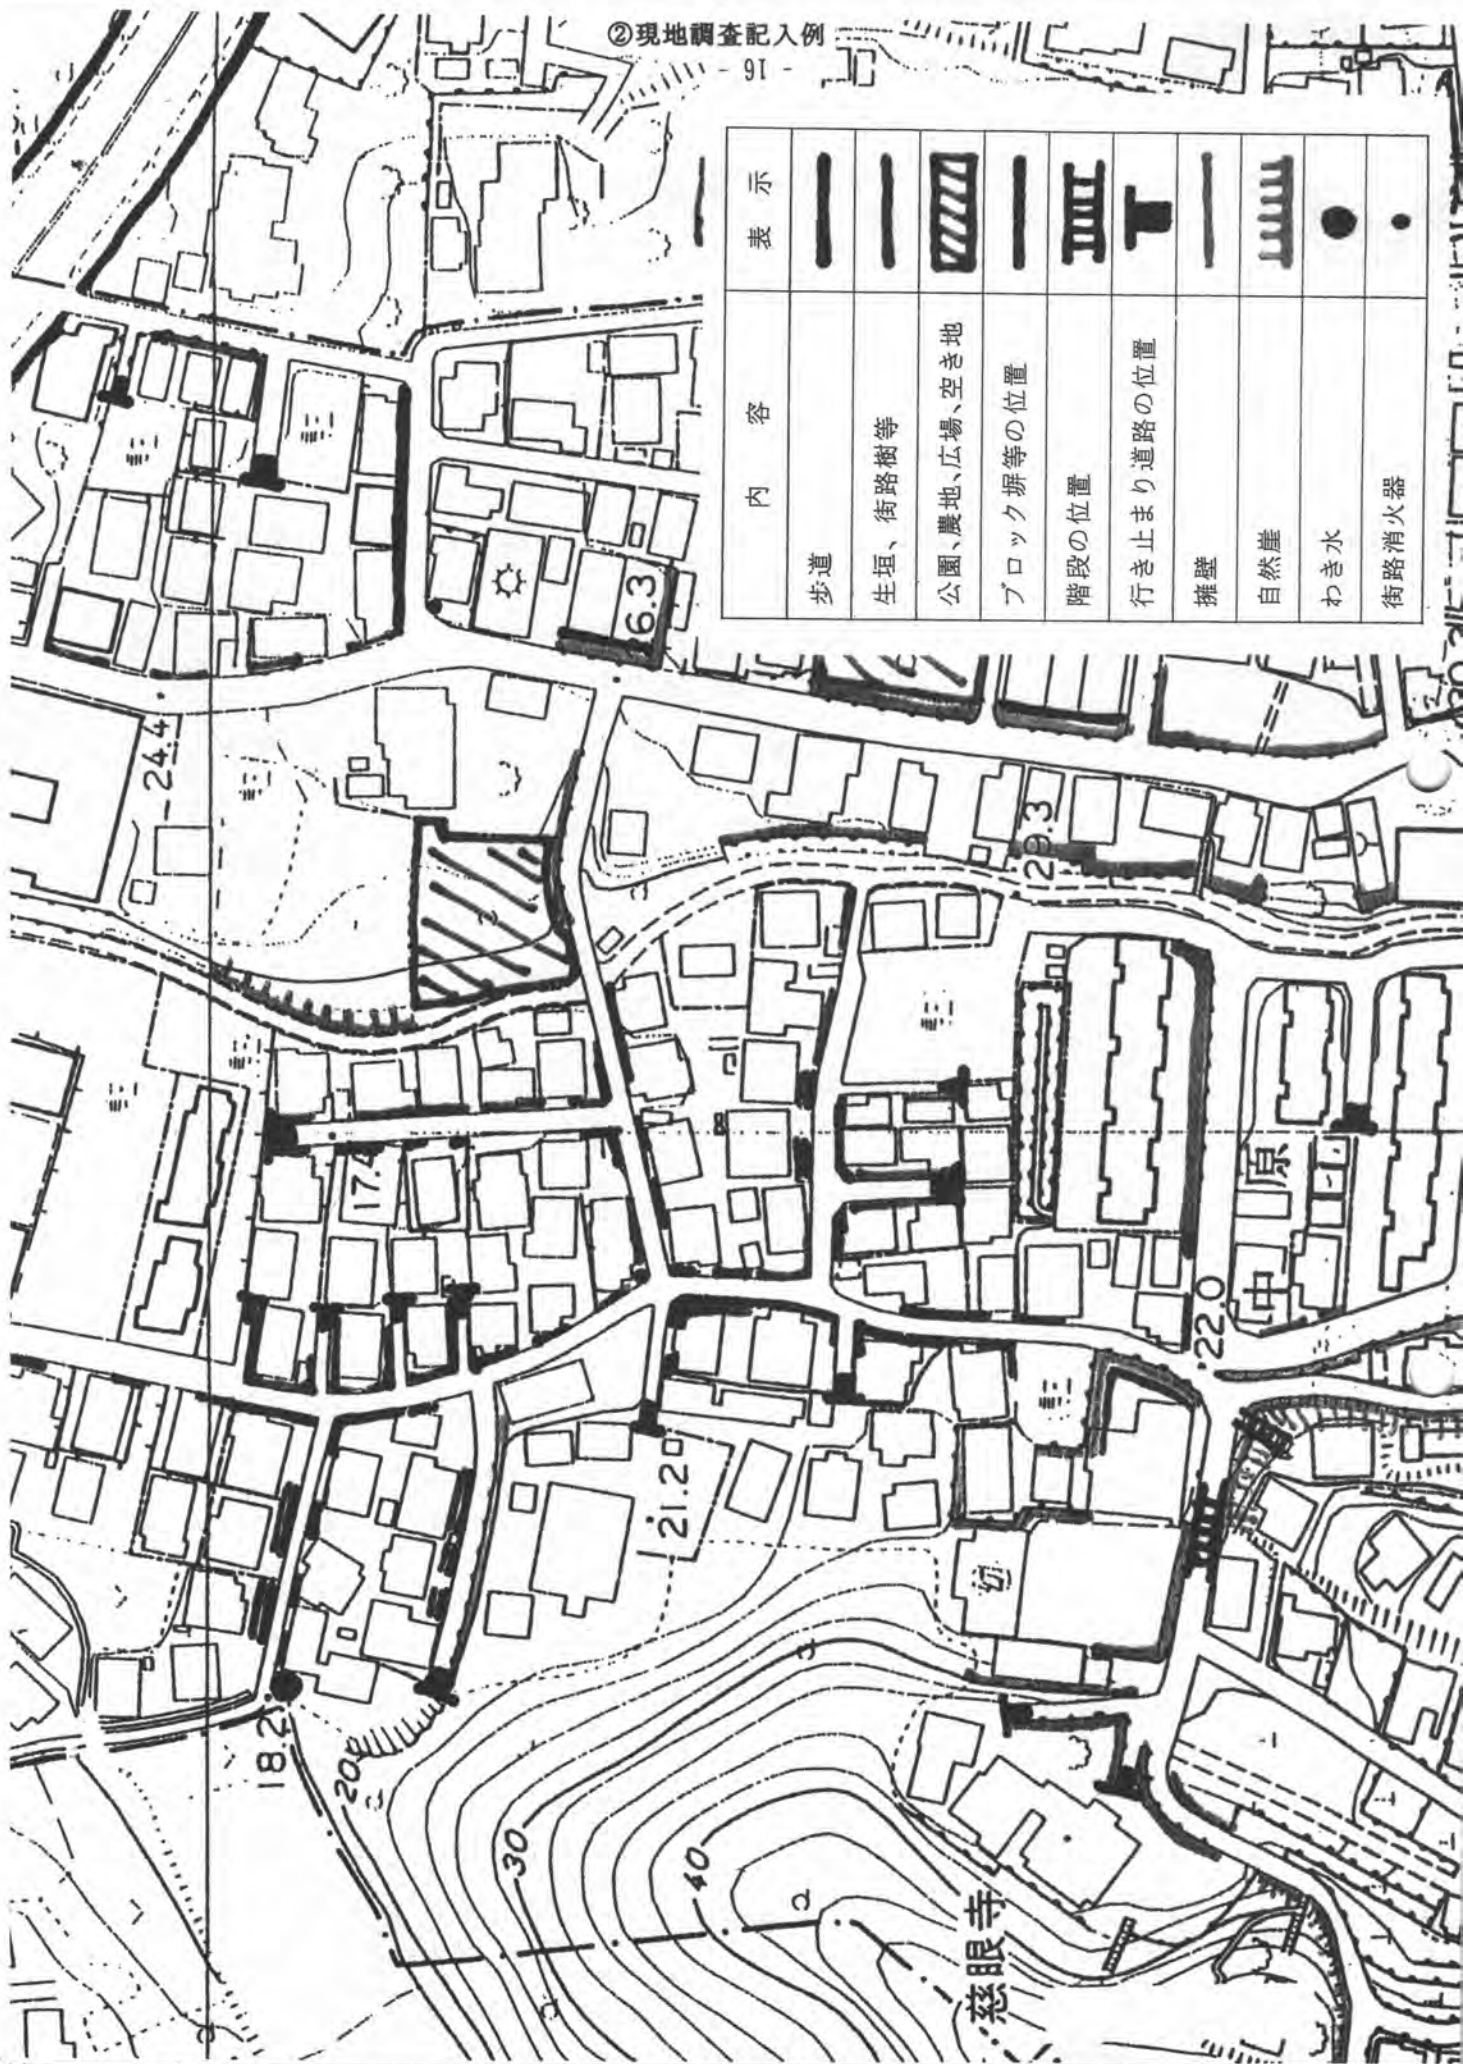 ②現地調査記入例
- 16 -
内 容
表 示
歩道
生垣、街路樹等
公園、農地、広場、空き地
ブロック塀等の位置
階段の位置
行き止まり道路の位置
擁壁
自然崖
わき水
街路消火器
24.4
6.3
29.3
17.4
22.0
21.2
18.2
20
30
40
中
原
幼
慈眼寺